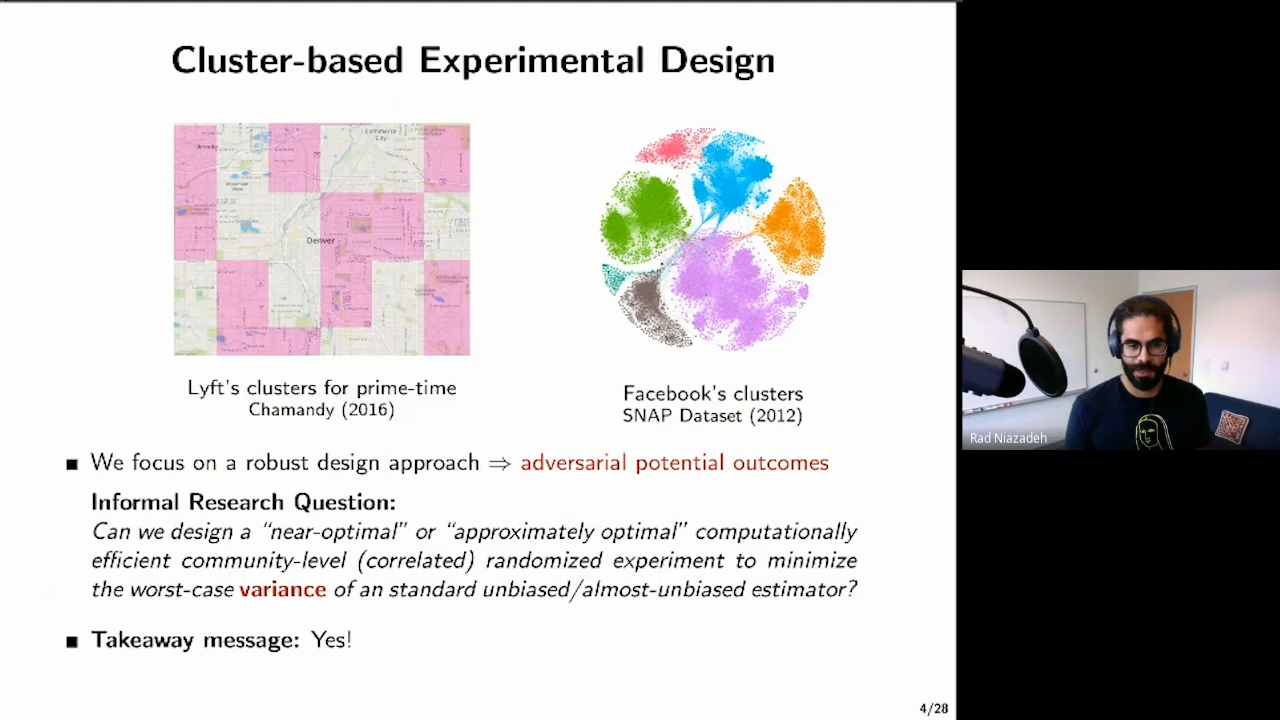 Cluster-based Experimental Design
Commerce
City
Arvada
Denver
Lyft's clusters for prime-time
Chamandy (2016)
Facebook's clusters
SNAP Dataset (2012)
■ We focus on a robust design approach ⇒ adversarial potential outcomes
Informal Research Question:
Can we design a “near-optimal” or “approximately optimal” computationally
efficient community-level (correlated) randomized experiment to minimize
the worst-case variance of an standard unbiased/almost-unbiased estimator?
■ Takeaway message: Yes!
4/28
Rad Niazadeh